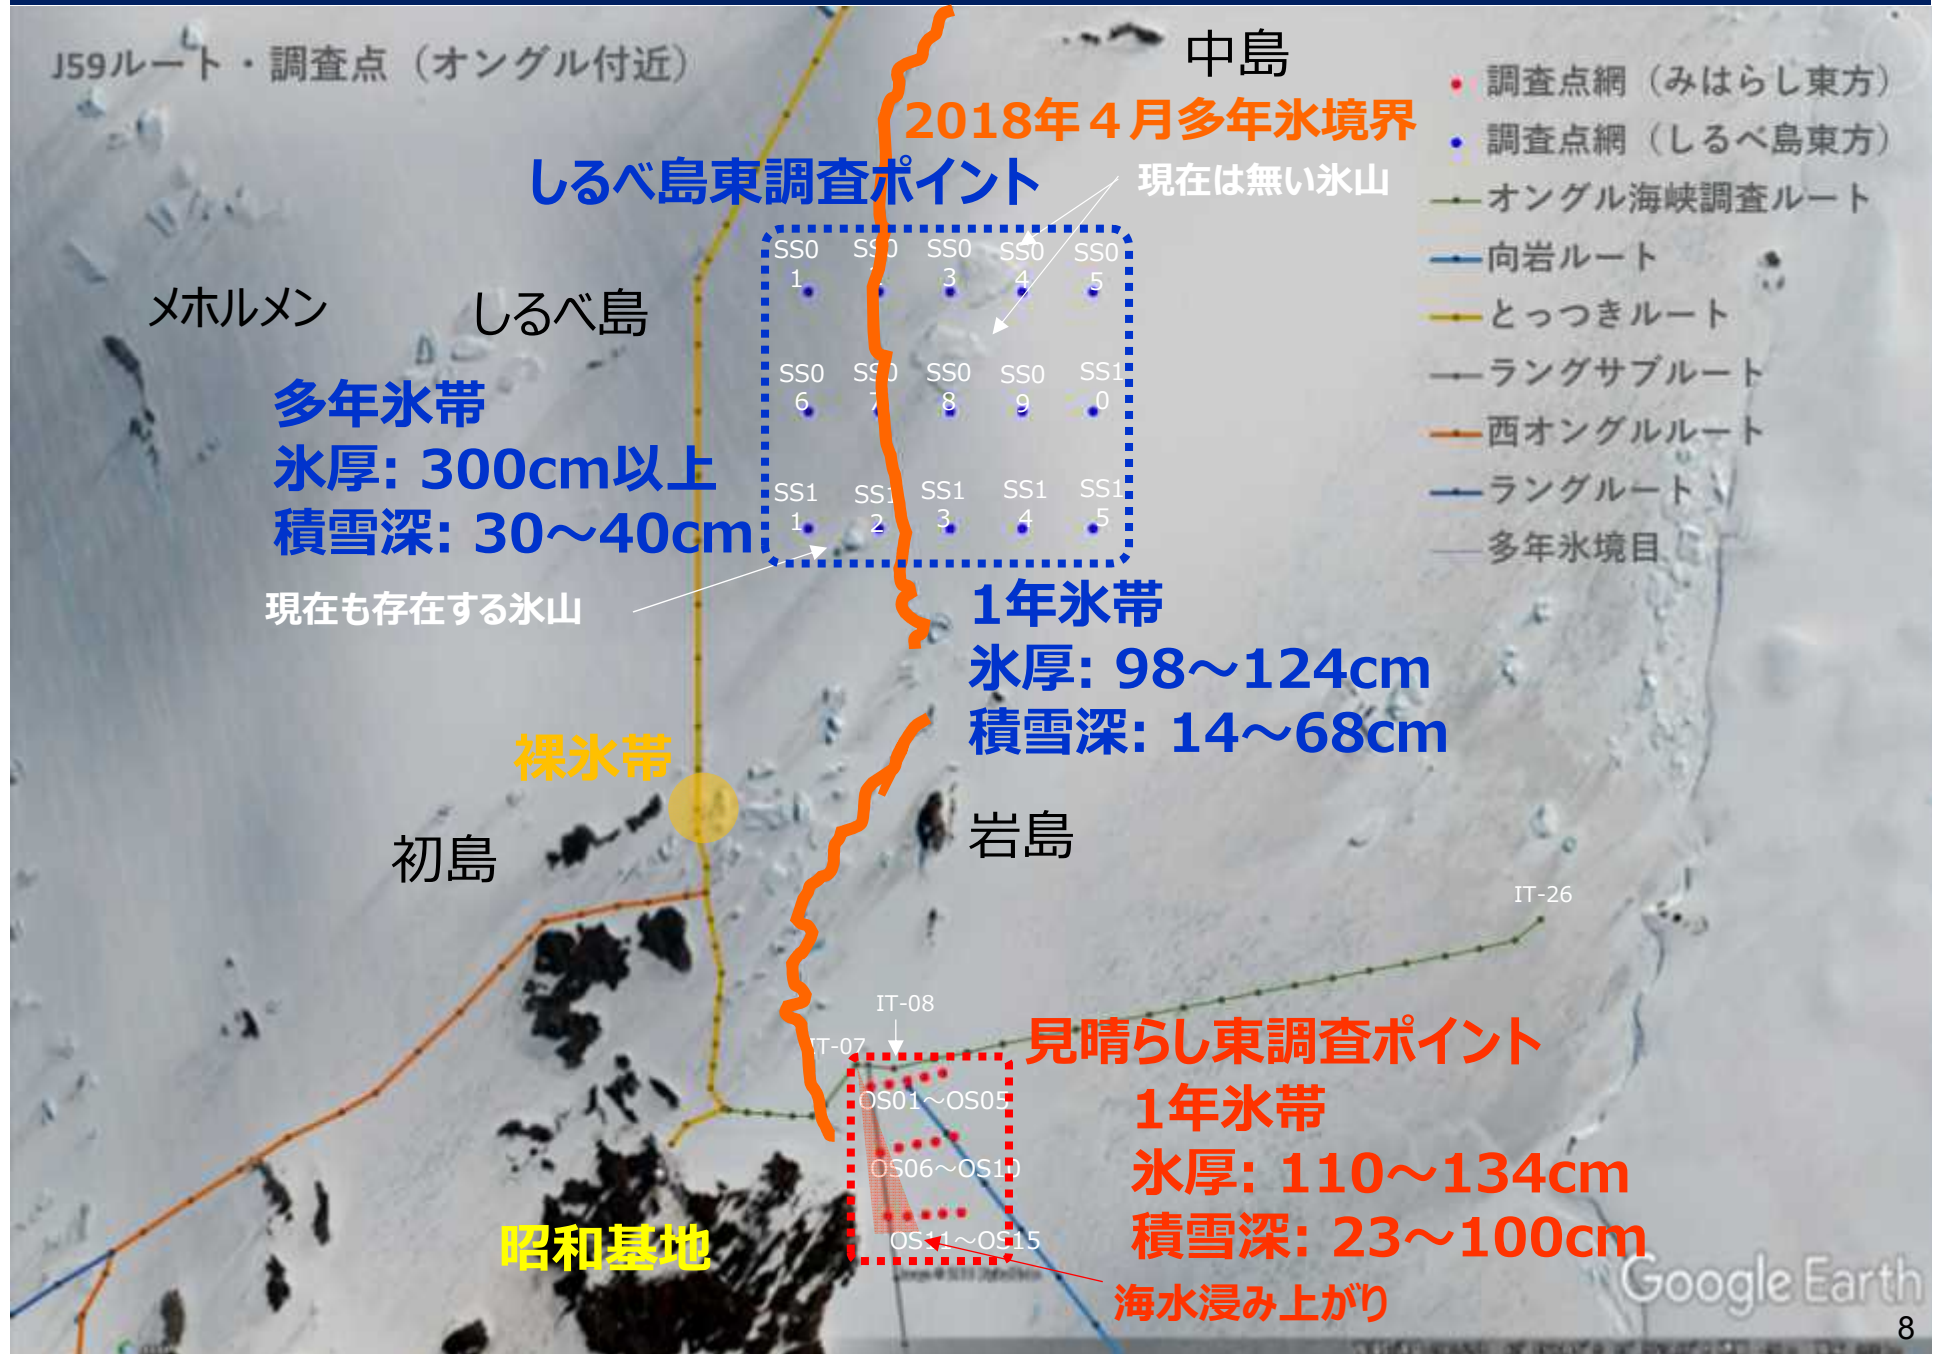 J59ルート・調査点（オングル付近）
中島
2018年４月多年氷境界
しるべ島東調査ポイント
現在は無い氷山
調査点網（みはらし東方）
調査点網（しるべ島東方）
オングル海峡調査ルート
向岩ルート
とっつきルート
ラングサブルート
西オングルルート
ラングルート
多年氷境目
SS01
SS02
SS03
SS04
SS05
メホルメン
しるべ島
SS06
SS07
SS08
SS09
SS10
多年氷帯
氷厚: 300cm以上
積雪深: 30～40cm
SS11
SS12
SS13
SS14
SS15
現在も存在する氷山
1年氷帯
氷厚: 98～124cm
積雪深: 14～68cm
裸氷帯
初島
岩島
IT-26
IT-08
IT-07
見晴らし東調査ポイント
OS01～OS05
1年氷帯
氷厚: 110～134cm
積雪深: 23～100cm
OS06～OS10
OS11～OS15
昭和基地
海水浸み上がり
Google Earth
8